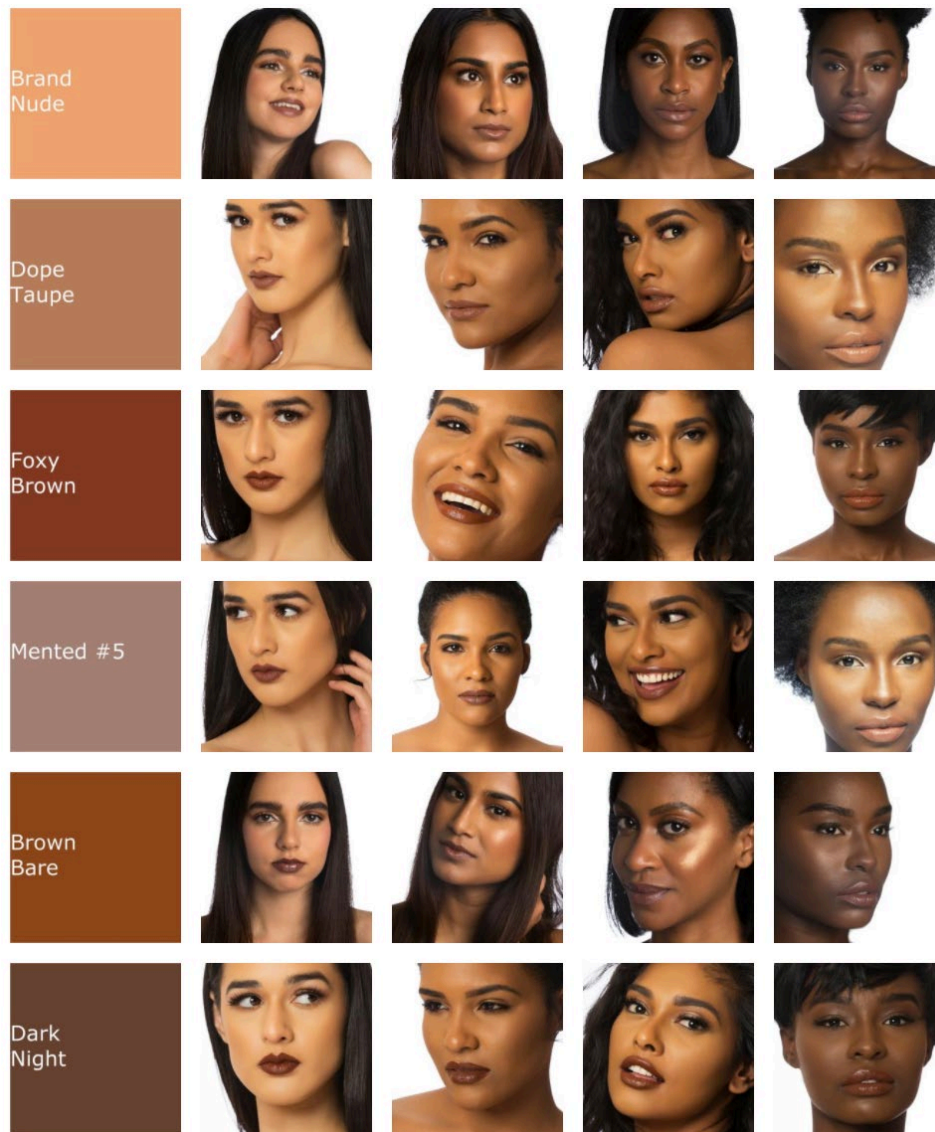 Brand
Nude
Dope
Taupe
Foxy
Brown
Mented #5
Brown
Bare
Dark
Night